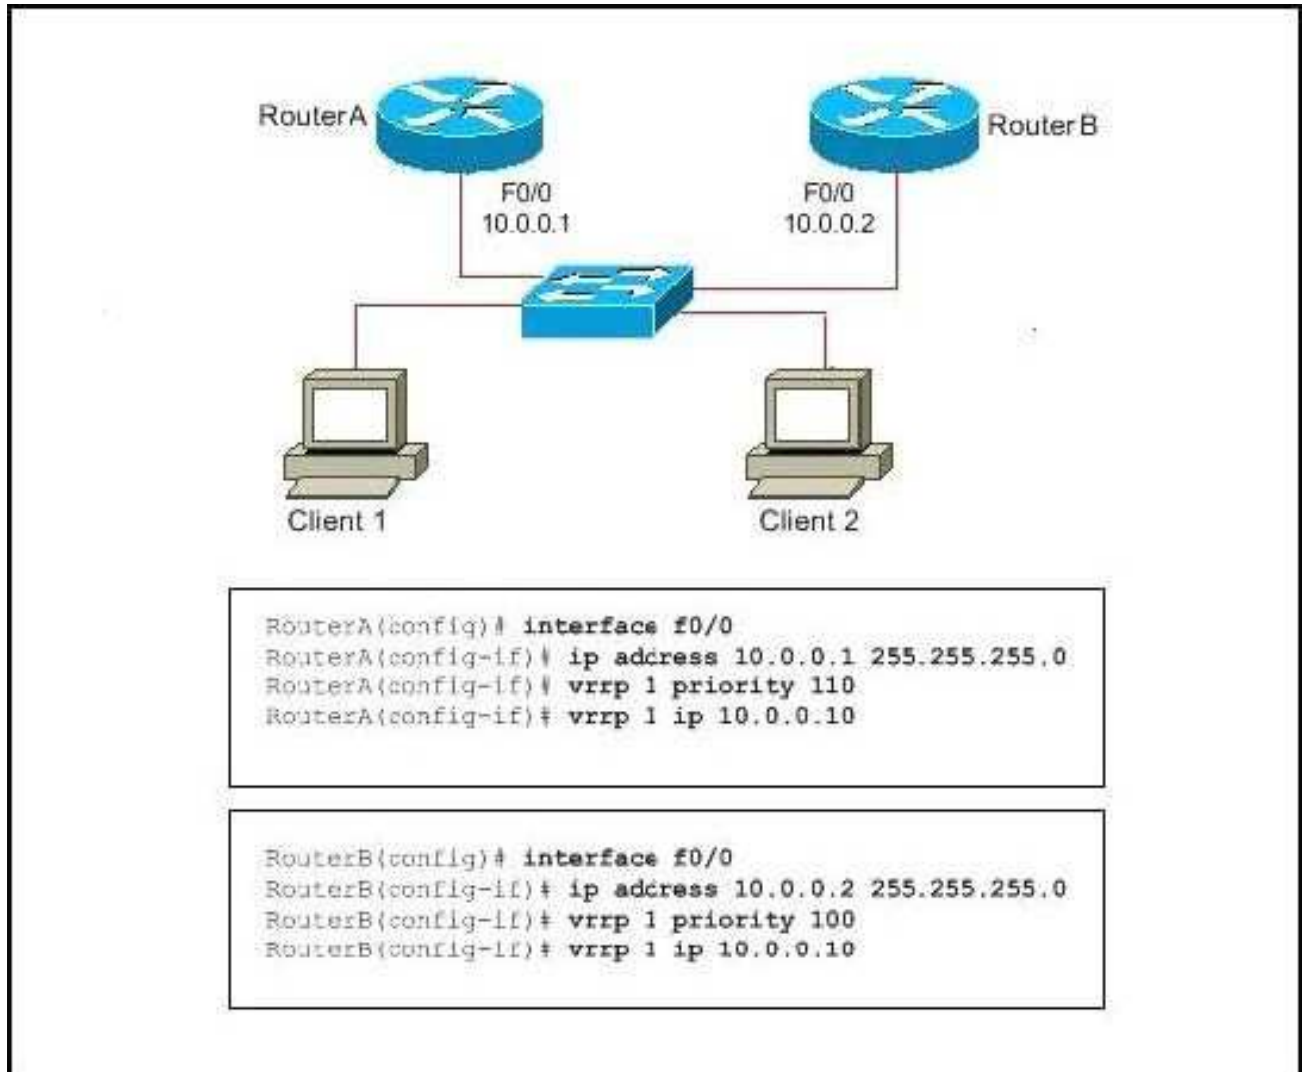 RouterA
RouterB
F0/0
10.0.0.1
F0/0
10.0.0.2
Client 1
Client 2
RouterA(config)# interface f0/0
RouterA(config-if)# ip address 10.0.0.1 255.255.255.0
RouterA(config-if)# vrrp 1 priority 110
RouterA(config-if)# vrrp 1 ip 10.0.0.10
RouterB(config)# interface f0/0
RouterB(config-if)# ip address 10.0.0.2 255.255.255.0
RouterB(config-if)# vrrp 1 priority 100
RouterB(config-if)# vrrp 1 ip 10.0.0.10